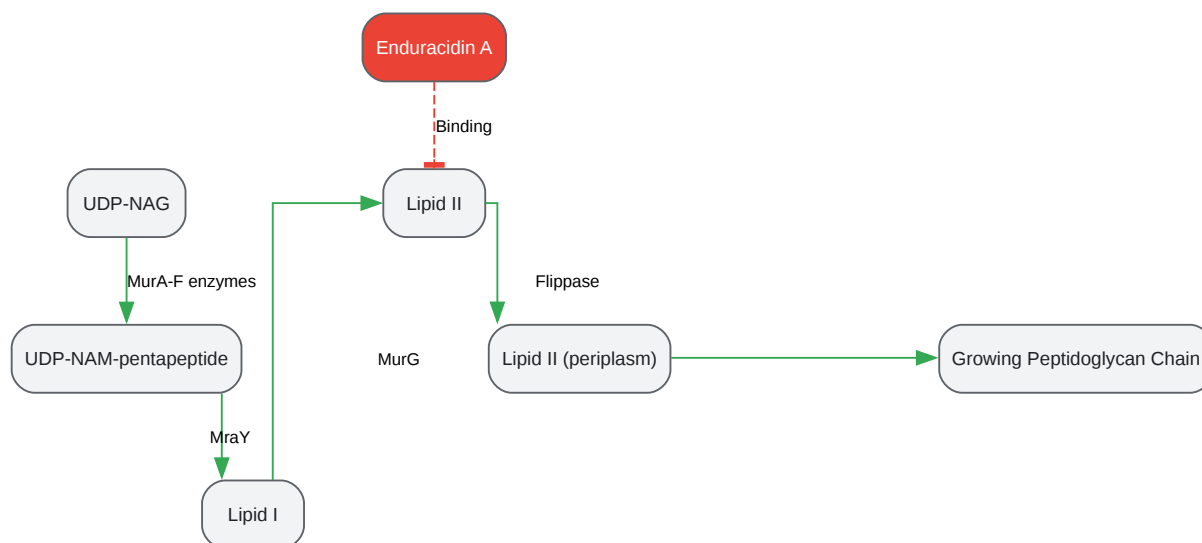 Enduracidin A
Binding
UDP-NAG
Lipid II
MurA-F enzymes
Flippase
UDP-NAM-pentapeptide
MurG
Lipid II (periplasm)
Growing Peptidoglycan Chain
MraY
Lipid I